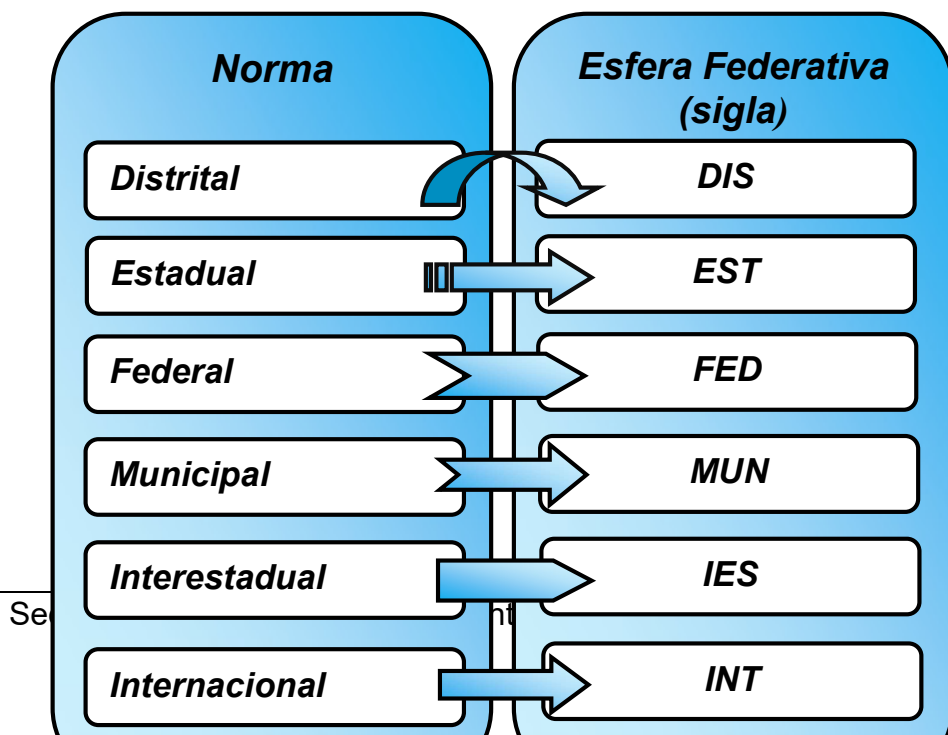 Norma
Esfera Federativa
(sigla)
Distrital
DIS
Estadual
EST
Federal
FED
Municipal
MUN
Interestadual
IES
Internacional
INT